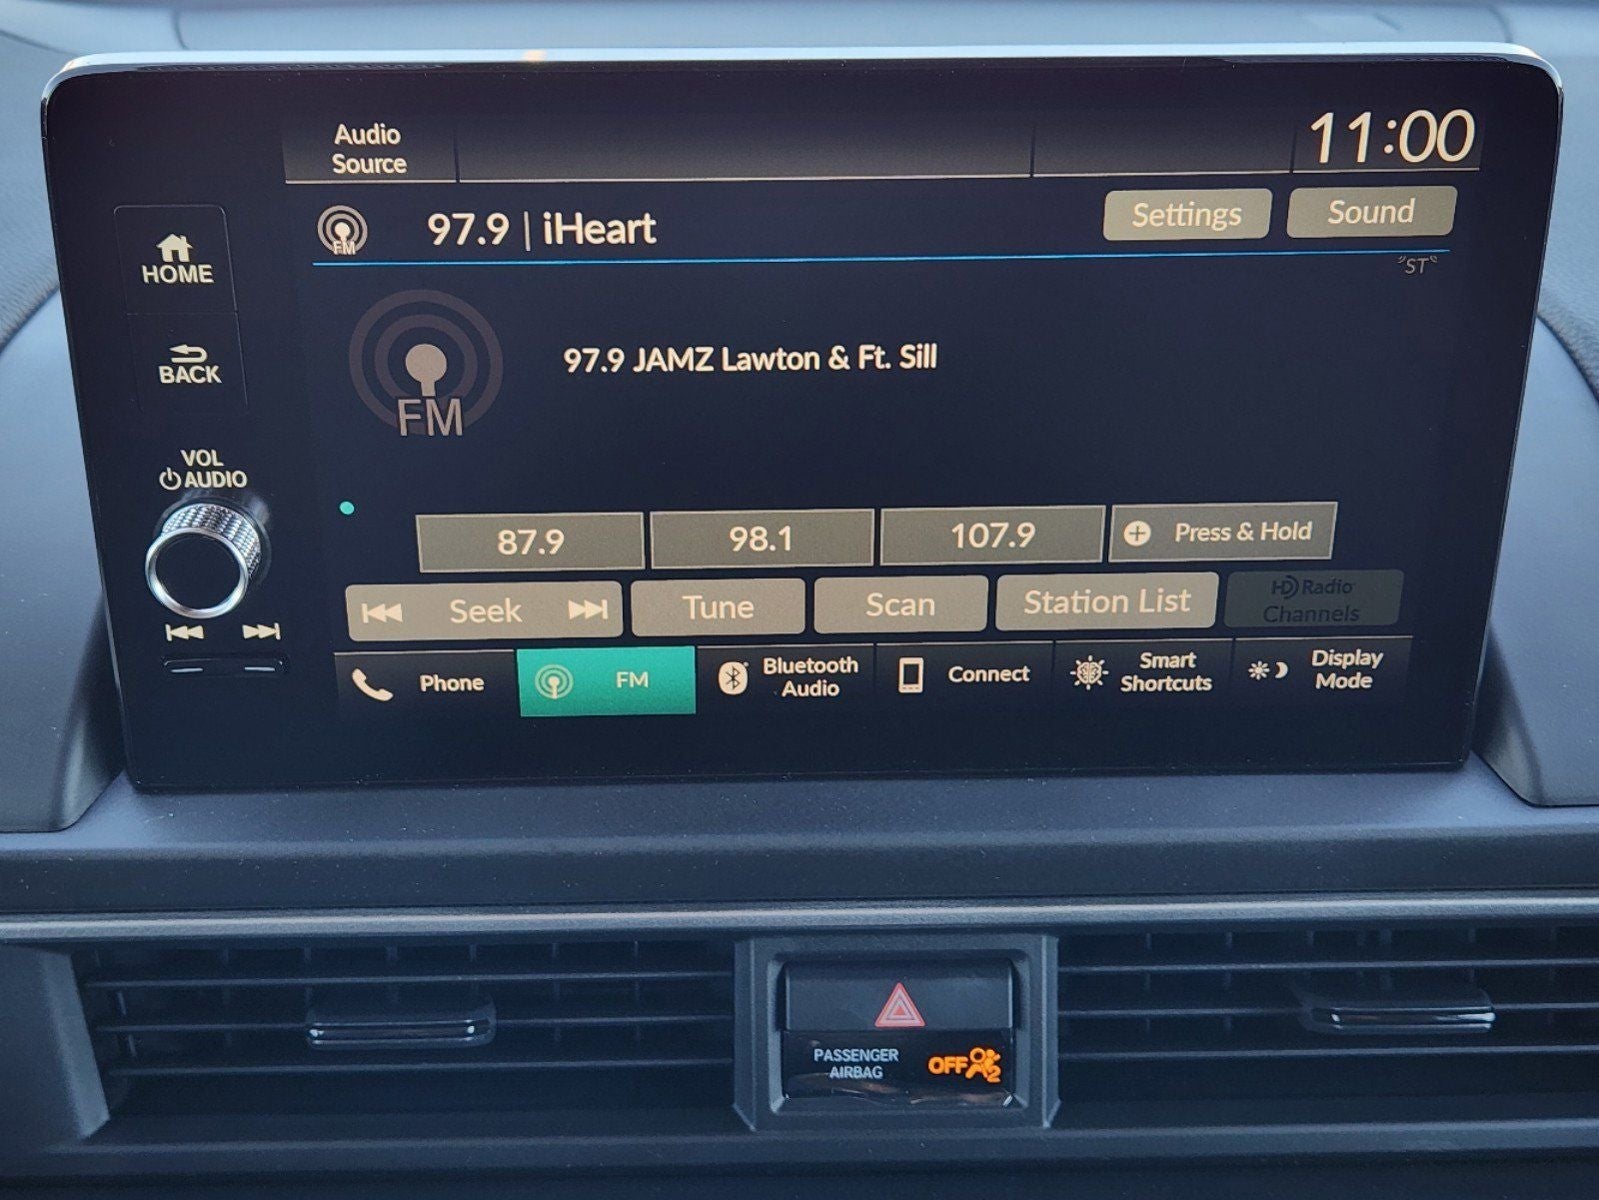 Audio
Source
11:00
FM
97.9 | iHeart
Settings
Sound
"ST"
HOME
BACK
VOL
AUDIO
FM
97.9 JAMZ Lawton & Ft. Sill
87.9
98.1
107.9
Press & Hold
Seek
Tune
Scan
Station List
HD Radio
Channels
Phone
FM
Bluetooth
Audio
Connect
Smart
Shortcuts
Display
Mode
PASSENGER
AIRBAG
OFF
2